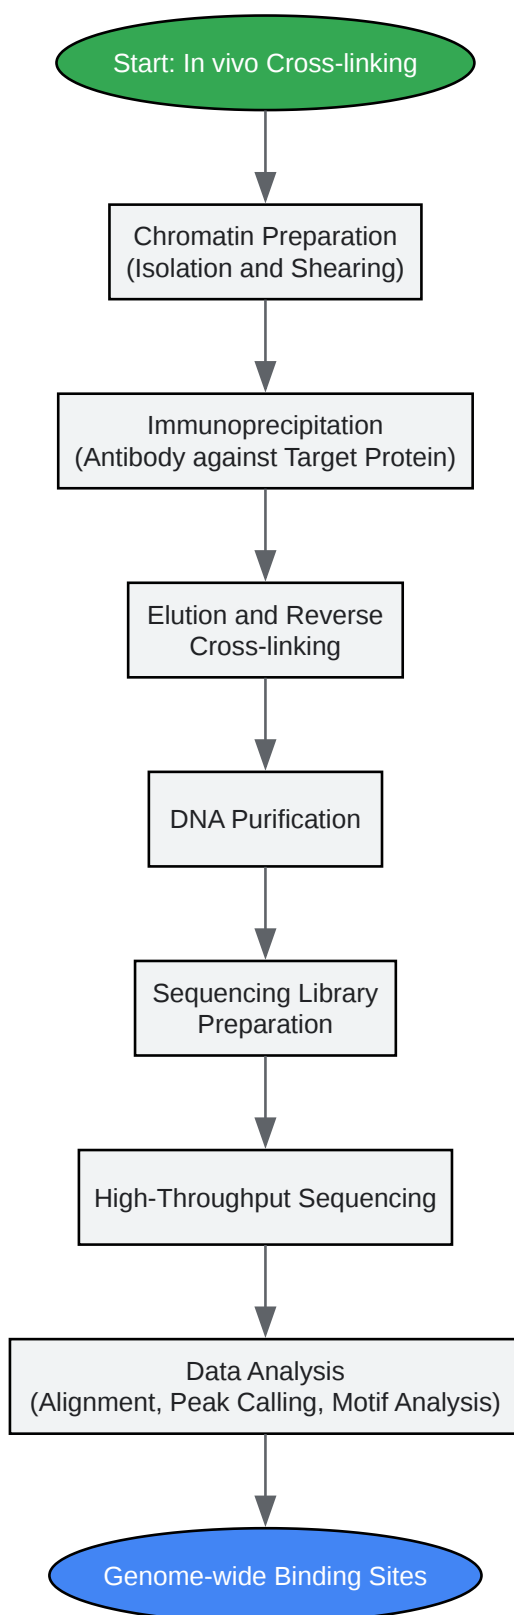 Start: In vivo Cross-linking
Chromatin Preparation
(Isolation and Shearing)
Immunoprecipitation
(Antibody against Target Protein)
Elution and Reverse
Cross-linking
DNA Purification
Sequencing Library
Preparation
High-Throughput Sequencing
Data Analysis
(Alignment, Peak Calling, Motif Analysis)
Genome-wide Binding Sites